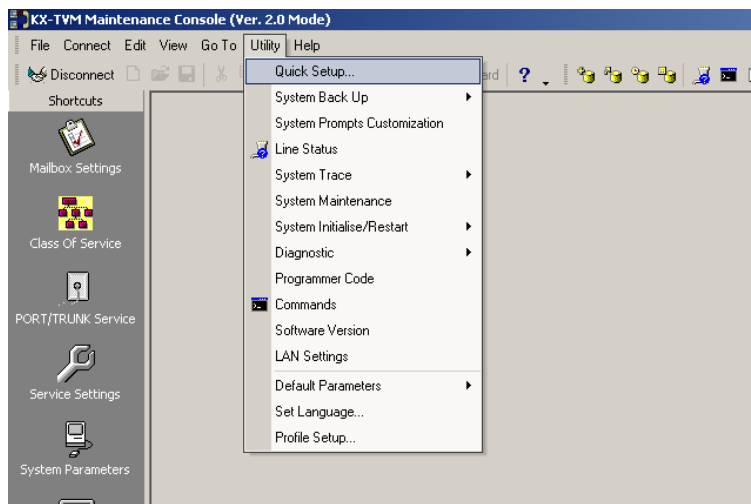 KX-TVM Maintenance Console (Ver. 2.0 Mode)
File Connect Edit View Go To Utility Help
Disconnect
?
Shortcuts
Mailbox Settings
Class Of Service
PORT/TRUNK Service
Service Settings
System Parameters
Quick Setup...
System Back Up
System Prompts Customization
Line Status
System Trace
System Maintenance
System Initialise/Restart
Diagnostic
Programmer Code
Commands
Software Version
LAN Settings
Default Parameters
Set Language...
Profile Setup...